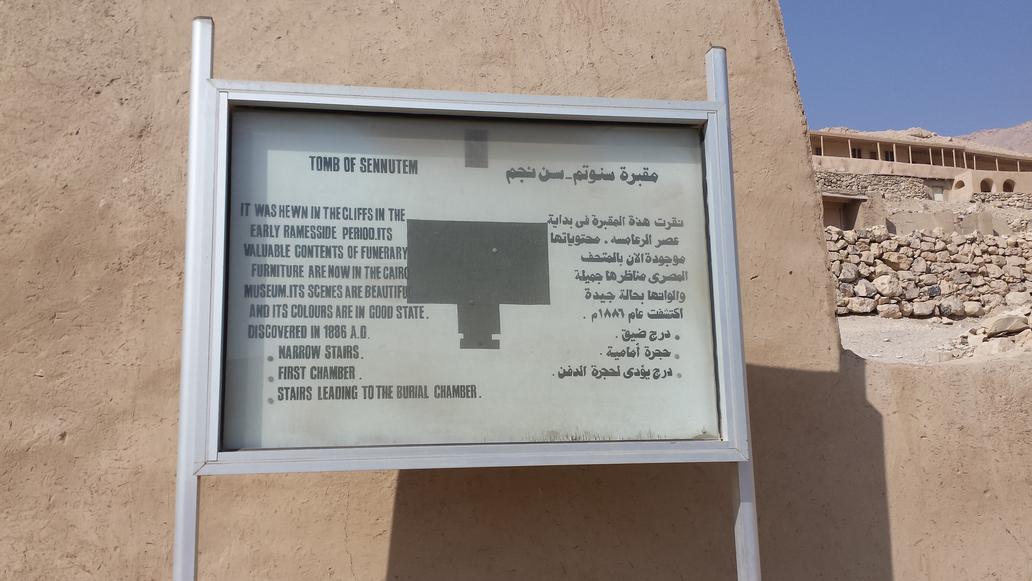 TOMB OF SENNUTEM
IT WAS HEWN IN THE CLIFFS IN THE
EARLY RAMESSIDE PERIOD.ITS
VALUABLE CONTENTS OF FUNERARY
FURNITURE ARE NOW IN THE CAIRO
MUSEUM.ITS SCENES ARE BEAUTIFUL
AND ITS COLOURS ARE IN GOOD STATE.
DISCOVERED IN 1886 A.D.
. NARROW STAIRS.
. FIRST CHAMBER.
. STAIRS LEADING TO THE BURIAL CHAMBER.
مقبرة سنوتم - سن نجم
نقرت هذة المقبرة فى بداية
عصر الرعامسه . محتوياتها
موجودة الآن بالمتحف
المصرى مناظرها جميلة
والوانها بحالة جيدة
اكتشفت عام ١٨٨٦م .
. درج ضيق .
. حجرة أمامية .
. درج يؤدى لحجرة الدفن .